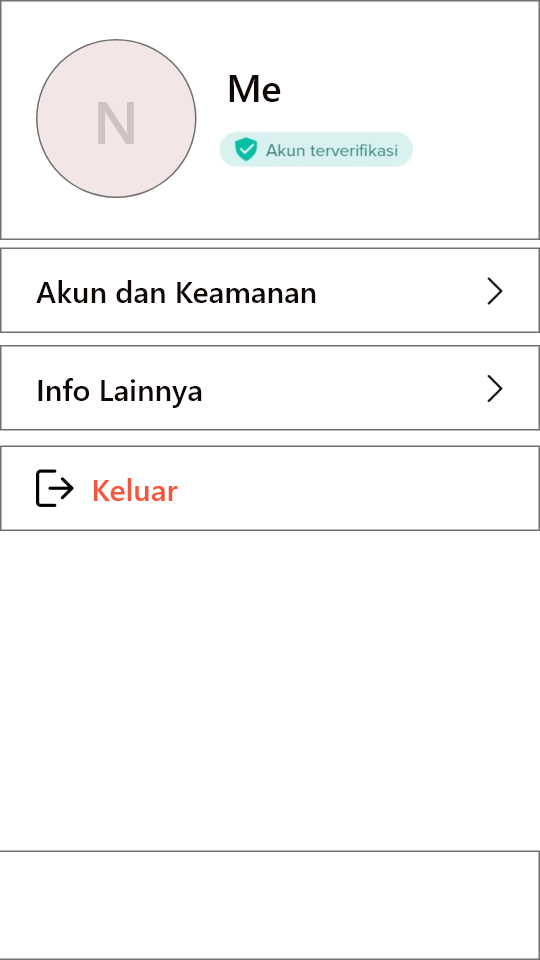 N
Me
Akun terverifikasi
Akun dan Keamanan
Info Lainnya
Keluar